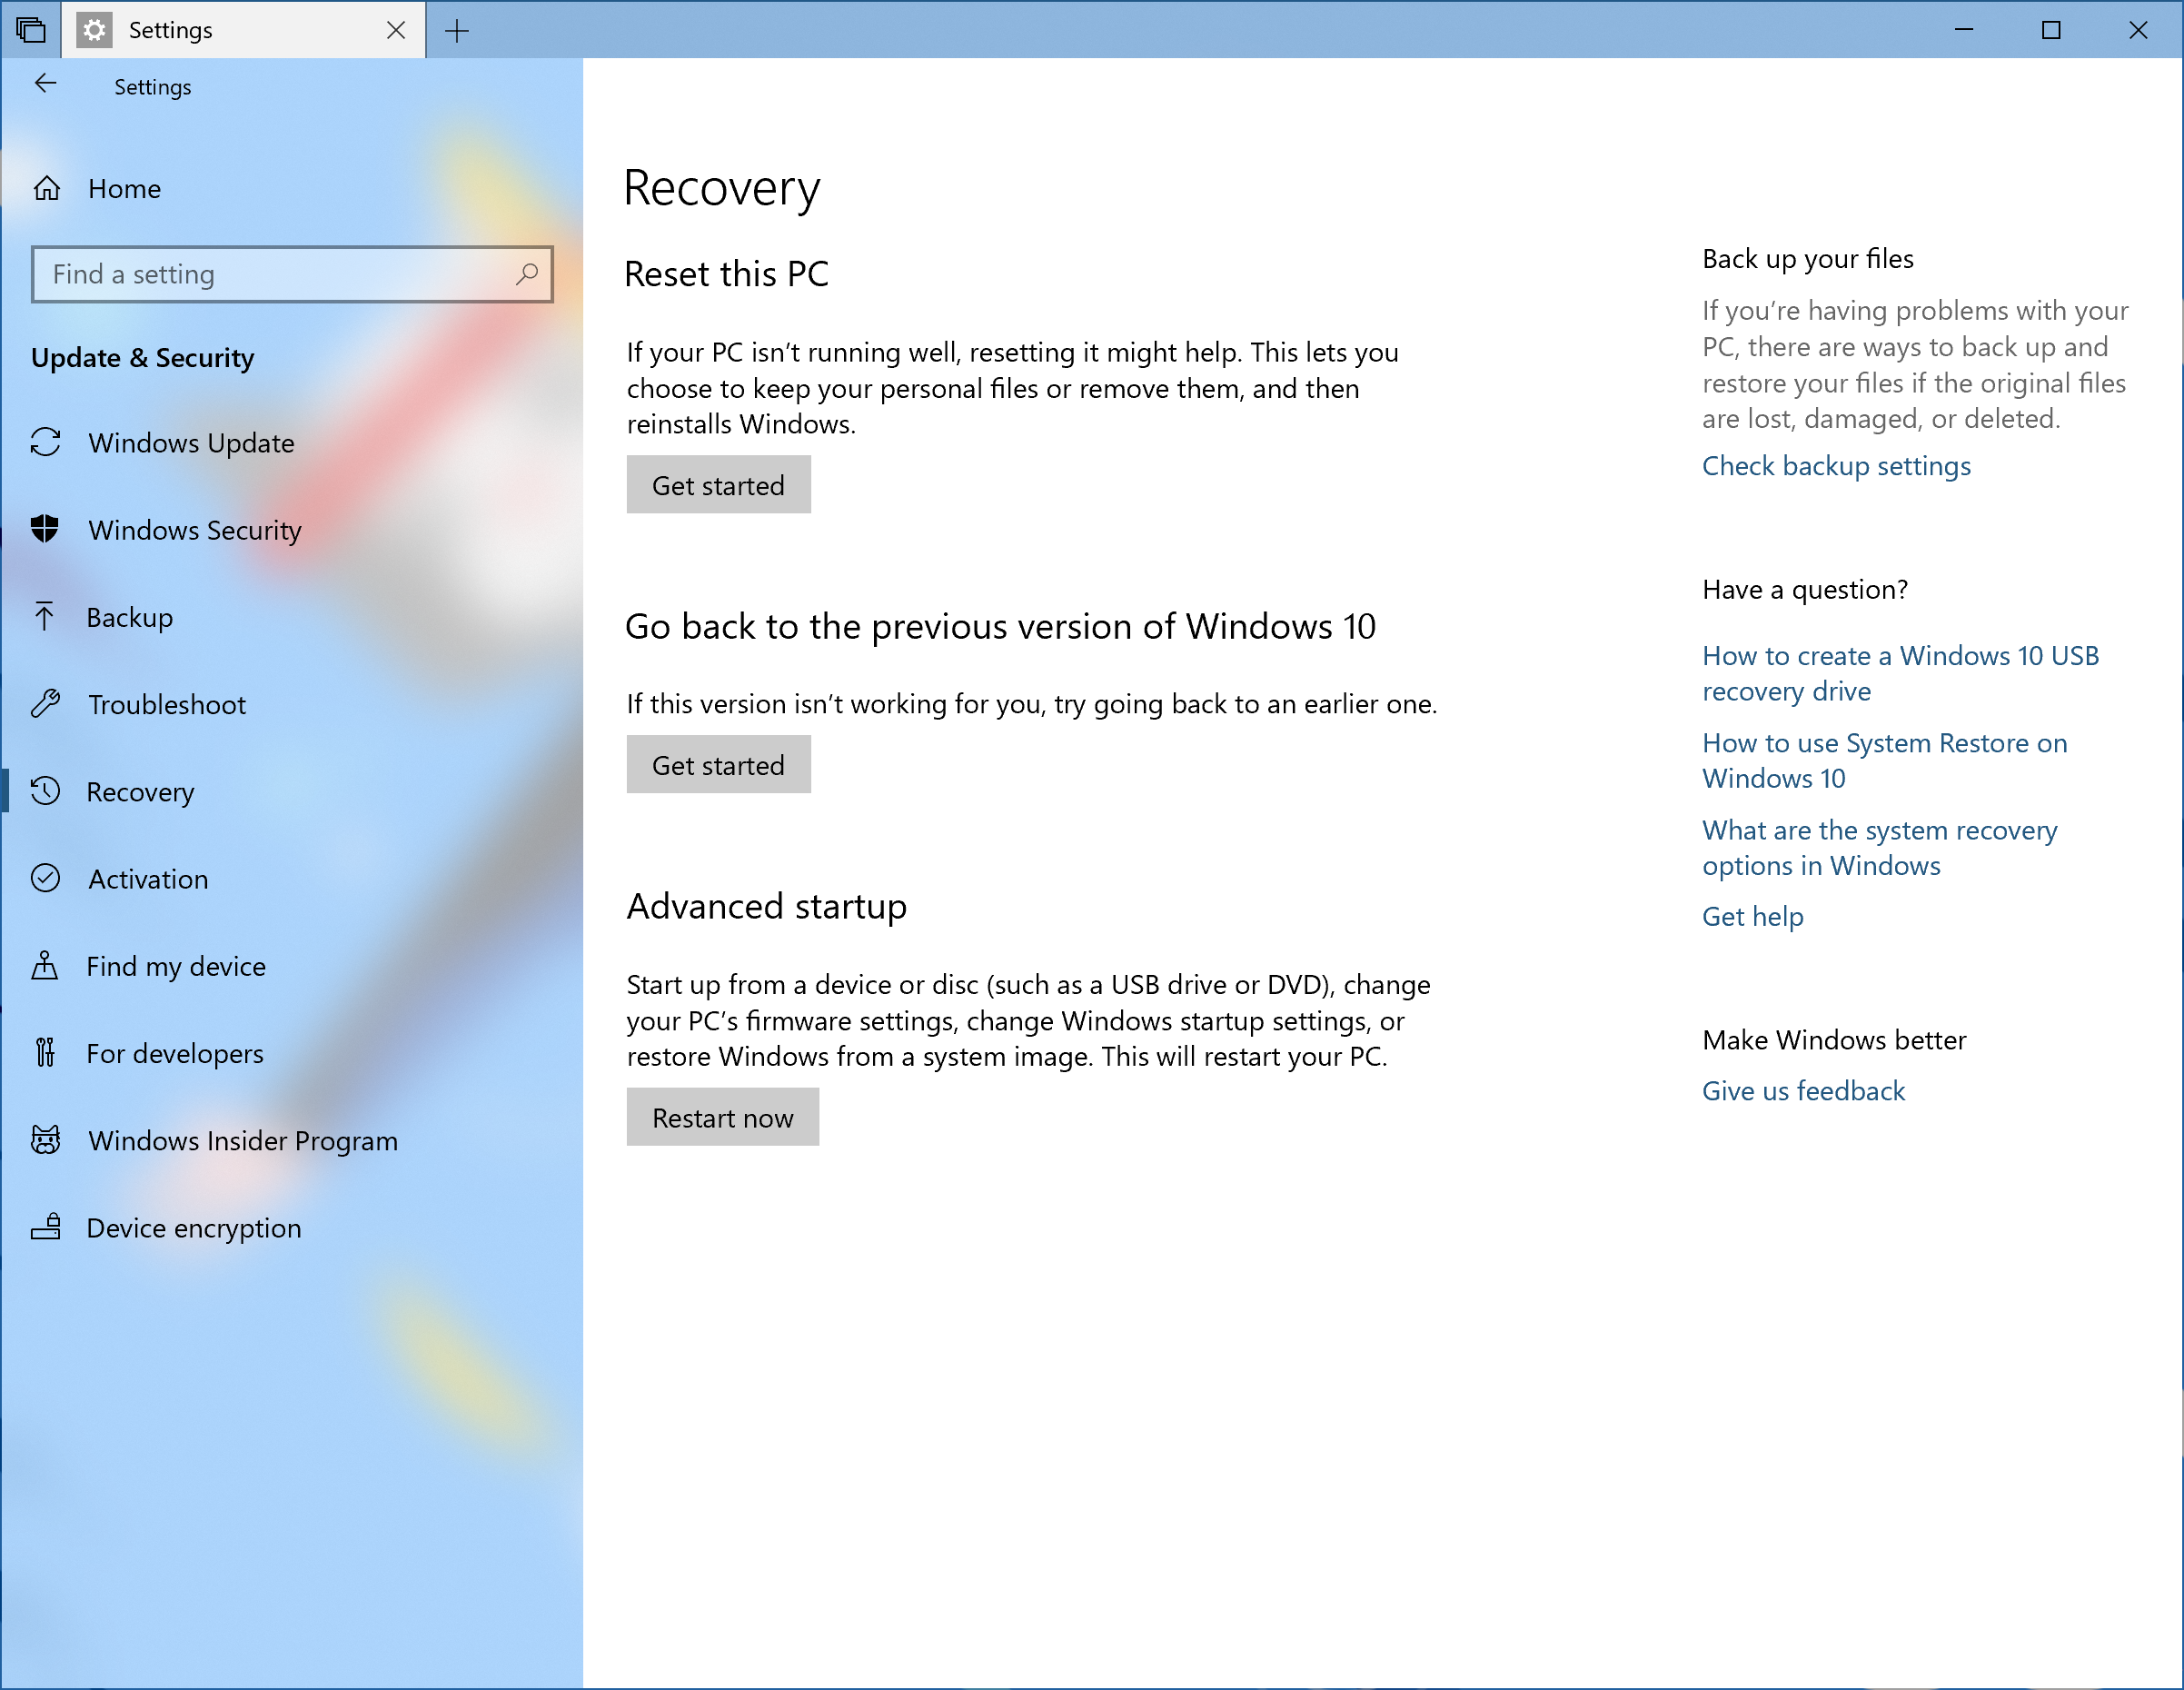 Settings
Settings
Home
Find a setting
Update & Security
Windows Update
Windows Security
Backup
Troubleshoot
Recovery
Activation
Find my device
For developers
Windows Insider Program
Device encryption
Recovery
Reset this PC
If your PC isn’t running well, resetting it might help. This lets you
choose to keep your personal files or remove them, and then
reinstalls Windows.
Get started
Go back to the previous version of Windows 10
If this version isn’t working for you, try going back to an earlier one.
Get started
Advanced startup
Start up from a device or disc (such as a USB drive or DVD), change
your PC’s firmware settings, change Windows startup settings, or
restore Windows from a system image. This will restart your PC.
Restart now
Back up your files
If you’re having problems with your
PC, there are ways to back up and
restore your files if the original files
are lost, damaged, or deleted.
Check backup settings
Have a question?
How to create a Windows 10 USB
recovery drive
How to use System Restore on
Windows 10
What are the system recovery
options in Windows
Get help
Make Windows better
Give us feedback